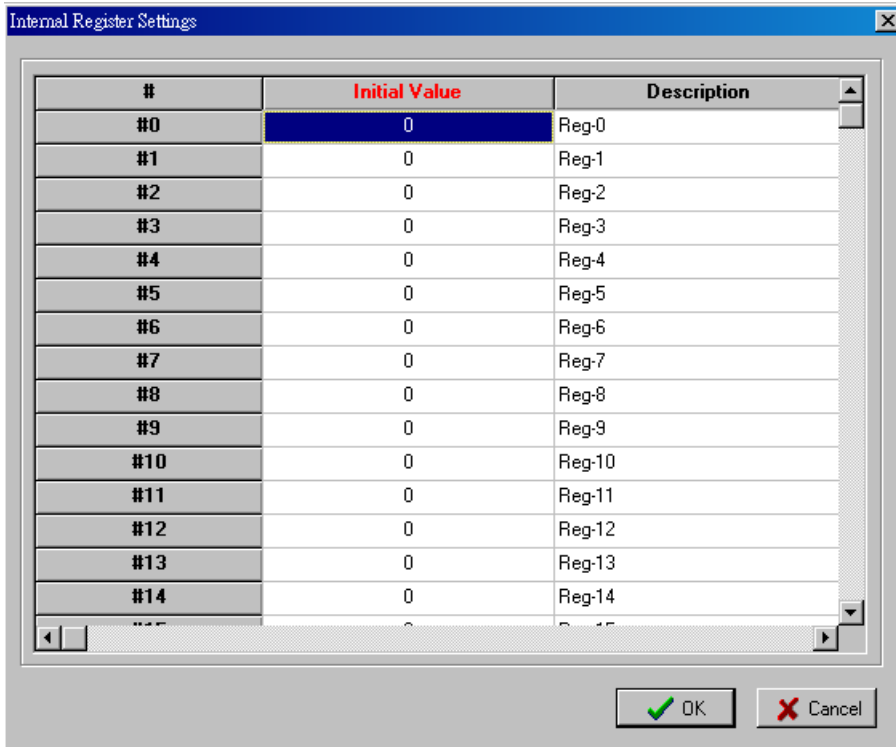 Internal Register Settings
# Initial Value Description
#0 0 Reg-0
#1 0 Reg-1
#2 0 Reg-2
#3 0 Reg-3
#4 0 Reg-4
#5 0 Reg-5
#6 0 Reg-6
#7 0 Reg-7
#8 0 Reg-8
#9 0 Reg-9
#10 0 Reg-10
#11 0 Reg-11
#12 0 Reg-12
#13 0 Reg-13
#14 0 Reg-14
OK Cancel